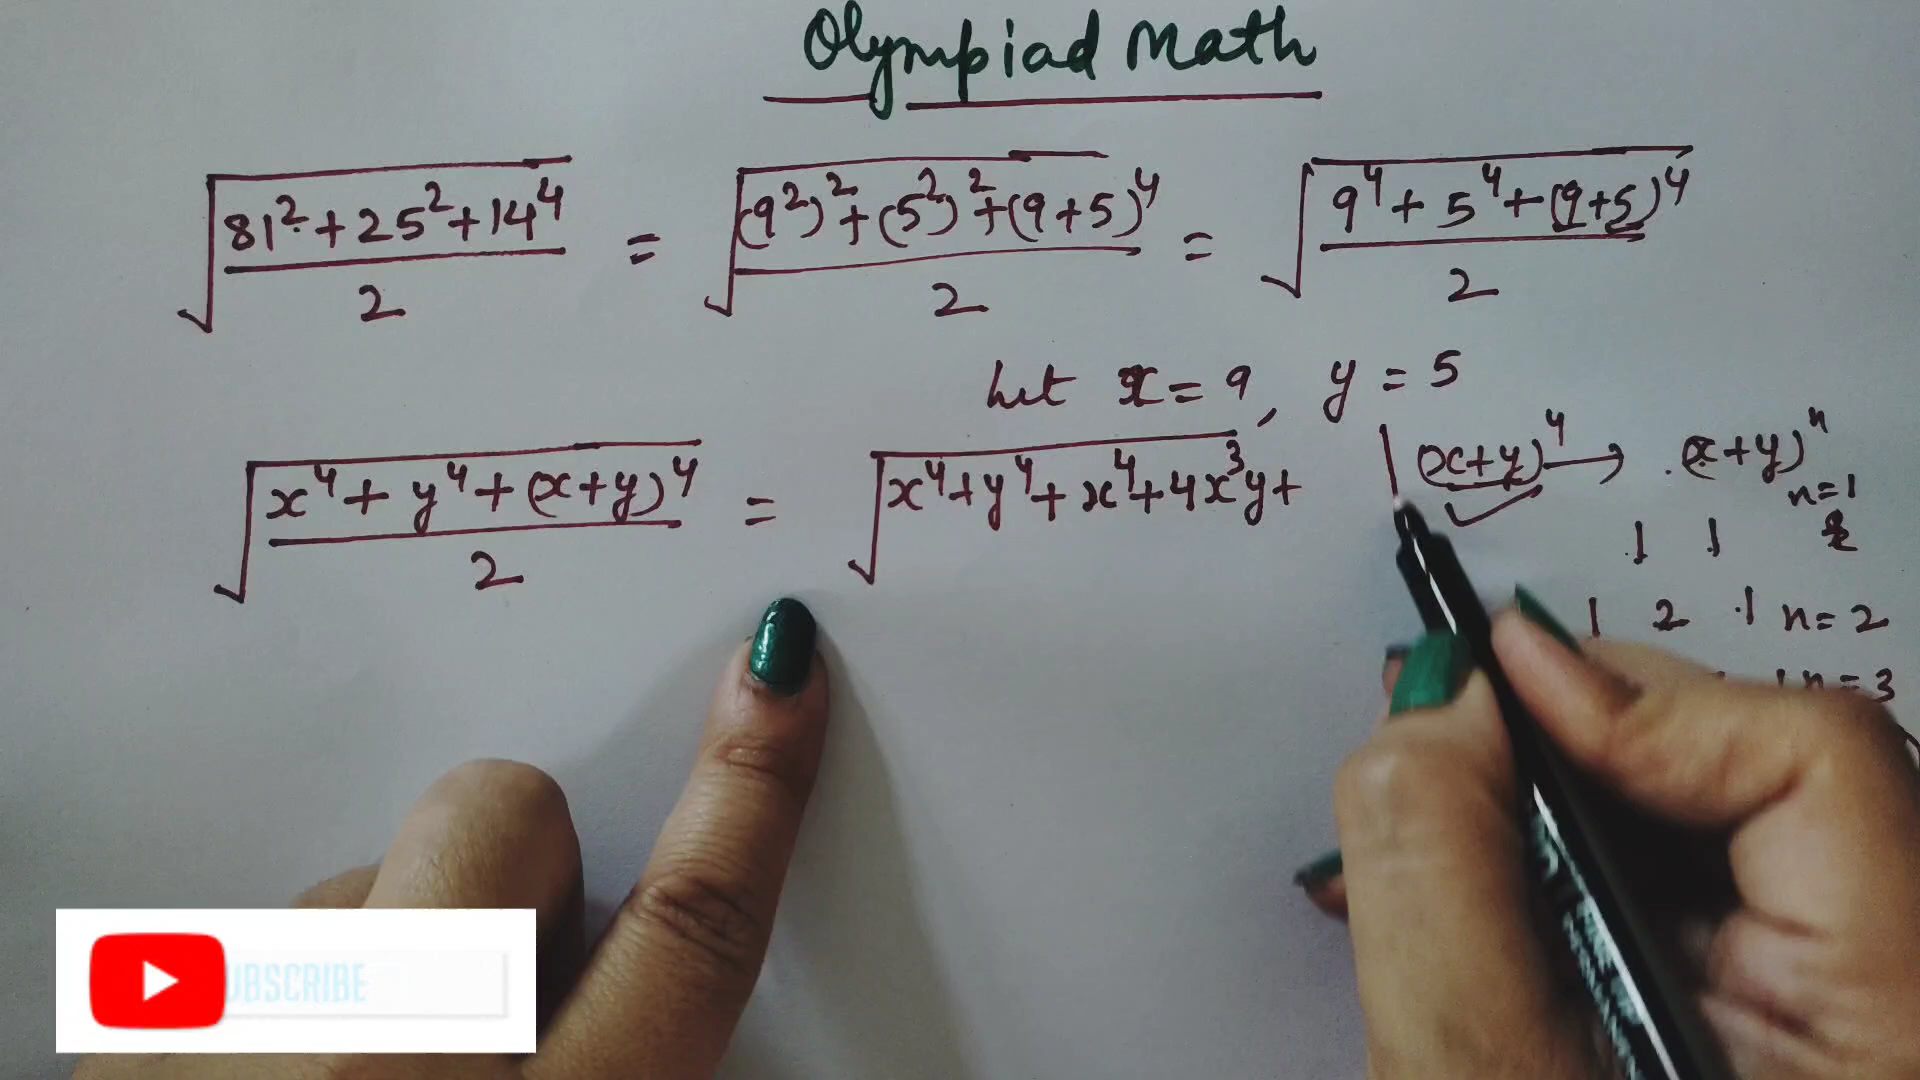 Olympiad Math
√((81² + 25² + 14⁴)/2) = √(((9²)² + (5²)² + (9+5)⁴)/2) = √((9⁴ + 5⁴ + (9+5)⁴)/2)
let x = 9, y = 5
√((x⁴ + y⁴ + (x+y)⁴)/2) = √(x⁴ + y⁴ + x⁴ + 4x³y +
(x+y)⁴ → (x+y)ⁿ
n=1
1 1
1 2 1 n=2
1 n=3
SUBSCRIBE